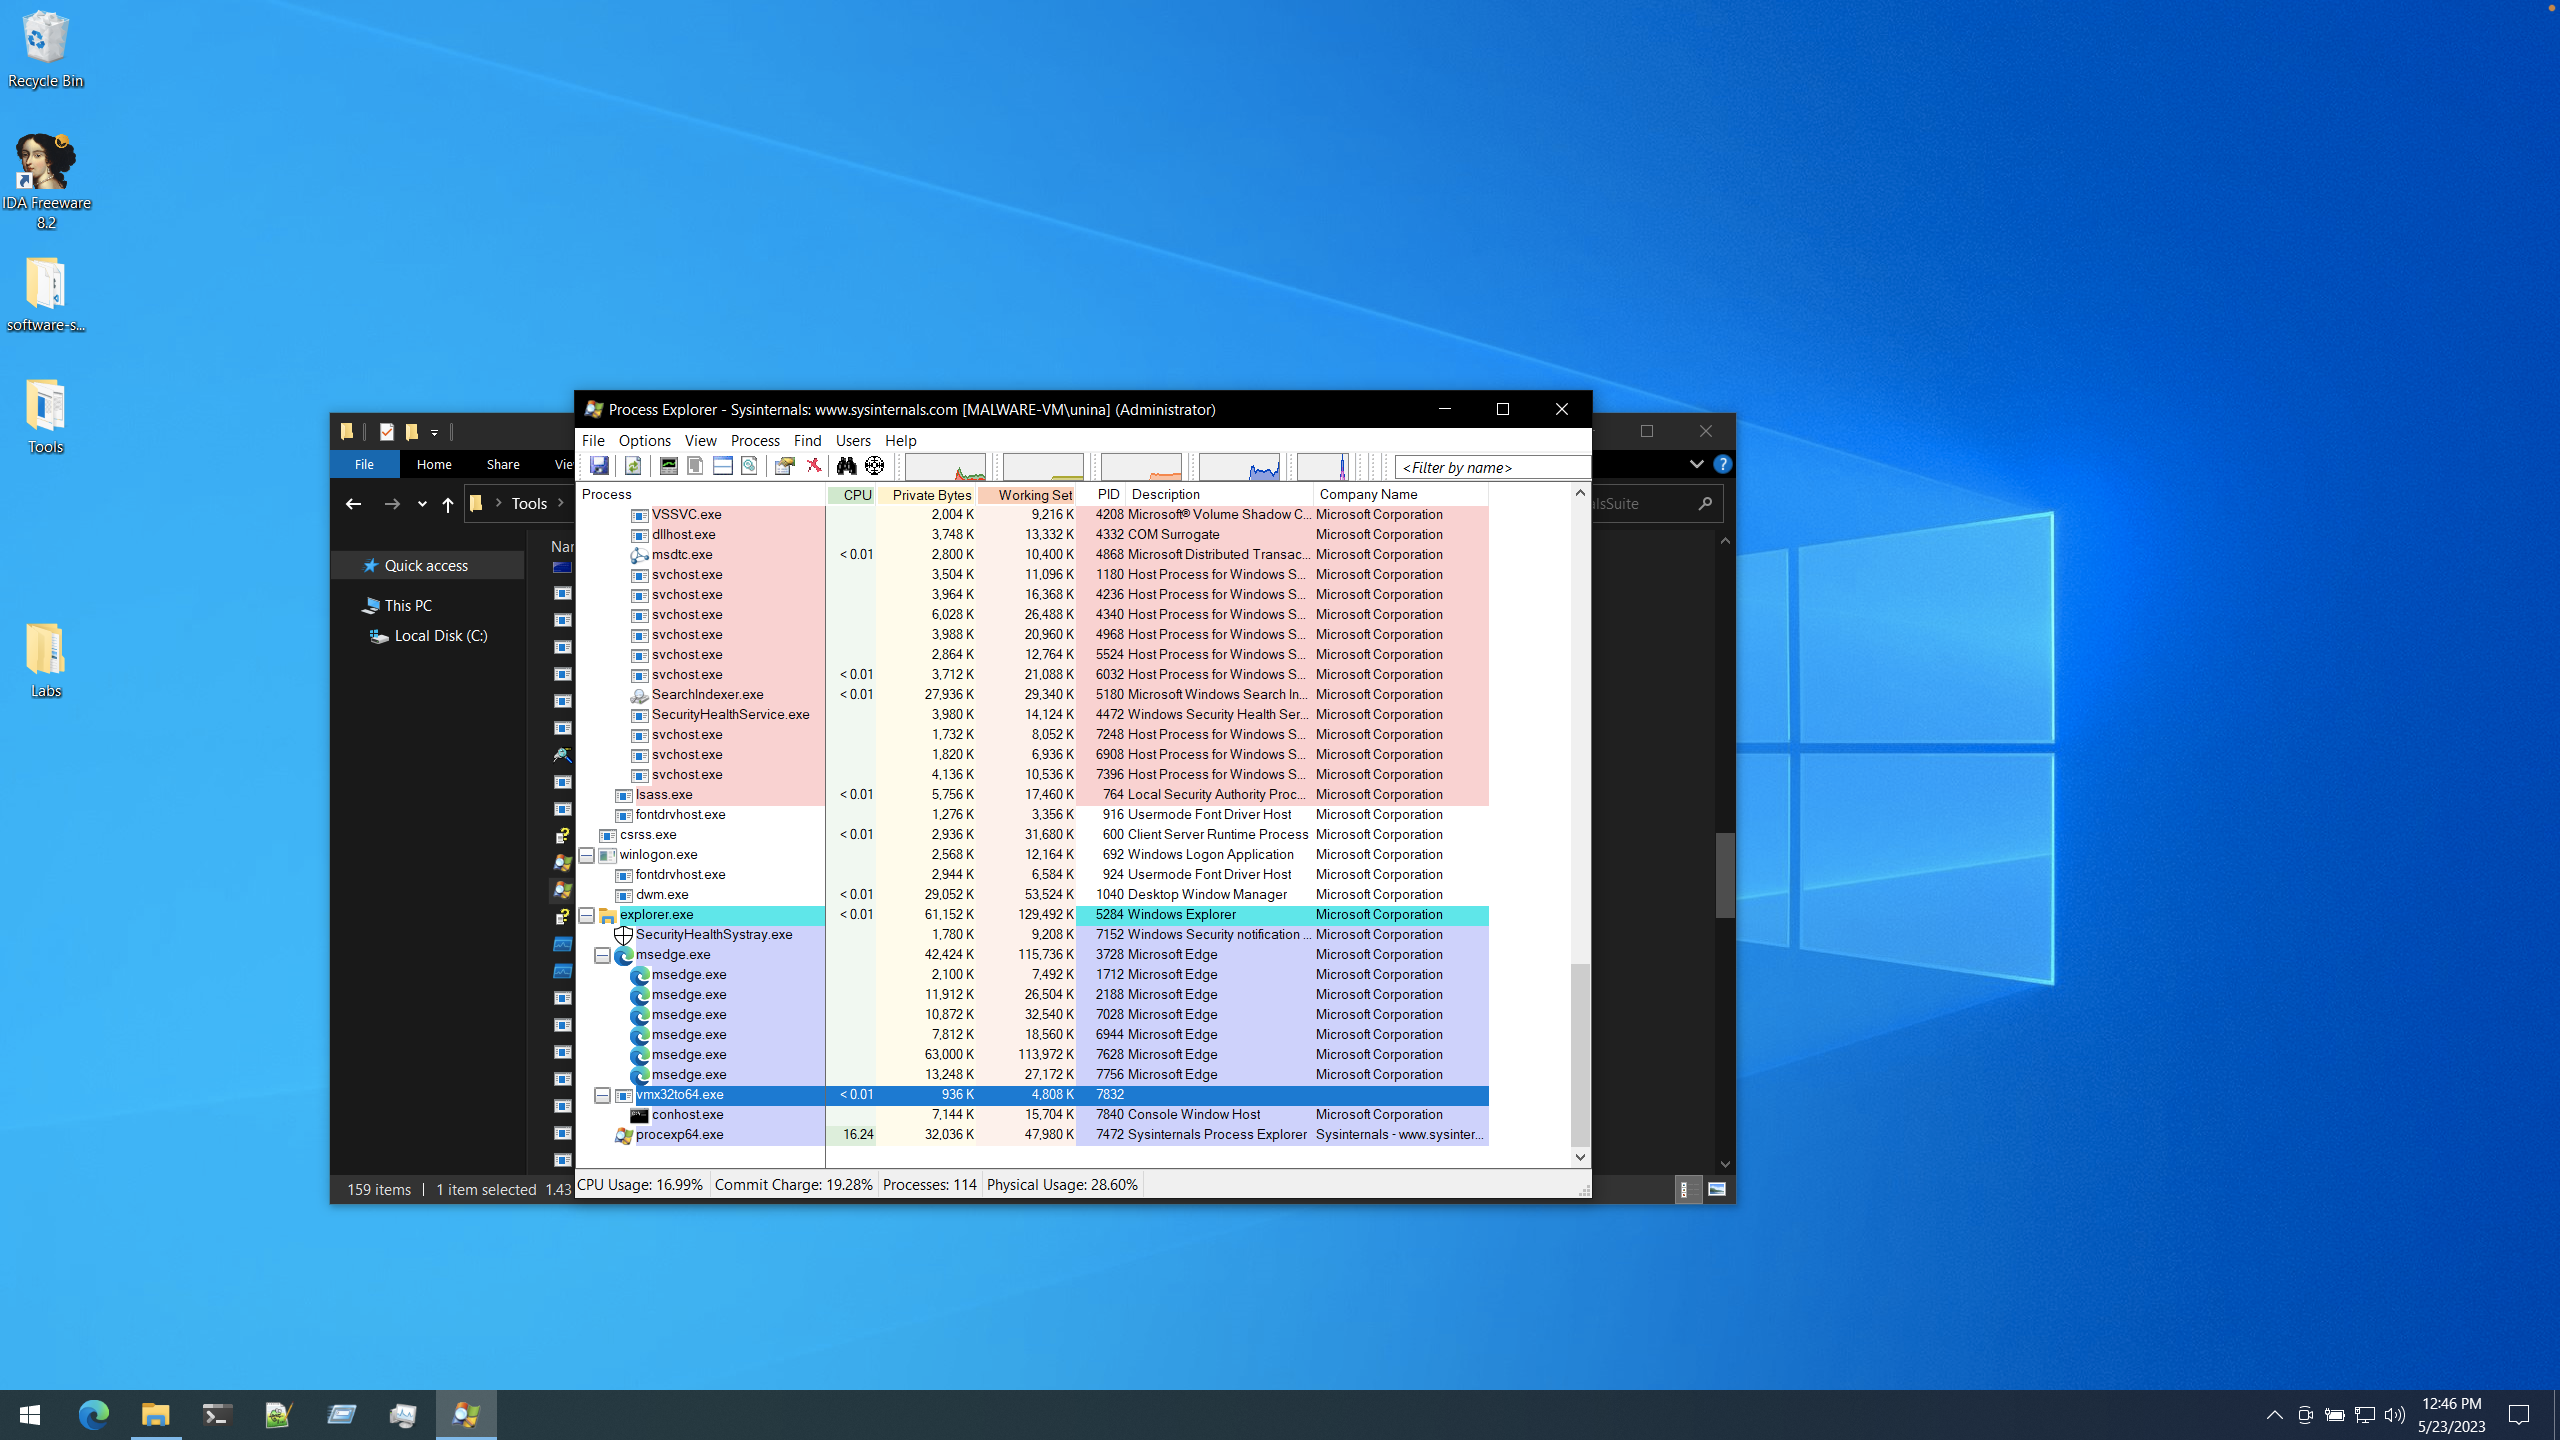 Recycle Bin
IDA Freeware
8.2
software-s...
Tools
Labs
File
Home
Share
Vie
Tools
lsSuite
Nar
Quick access
This PC
Local Disk (C:)
159 items
1 item selected 1.43
Process Explorer - Sysinternals: www.sysinternals.com [MALWARE-VM\unina] (Administrator)
File Options View Process Find Users Help
<Filter by name>
Process CPU Private Bytes Working Set PID Description Company Name
VSSVC.exe 2,004 K 9,216 K 4208 Microsoft® Volume Shadow C... Microsoft Corporation
dllhost.exe 3,748 K 13,332 K 4332 COM Surrogate Microsoft Corporation
msdtc.exe < 0.01 2,800 K 10,400 K 4868 Microsoft Distributed Transac... Microsoft Corporation
svchost.exe 3,504 K 11,096 K 1180 Host Process for Windows S... Microsoft Corporation
svchost.exe 3,964 K 16,368 K 4236 Host Process for Windows S... Microsoft Corporation
svchost.exe 6,028 K 26,488 K 4340 Host Process for Windows S... Microsoft Corporation
svchost.exe 3,988 K 20,960 K 4968 Host Process for Windows S... Microsoft Corporation
svchost.exe 2,864 K 12,764 K 5524 Host Process for Windows S... Microsoft Corporation
svchost.exe < 0.01 3,712 K 21,088 K 6032 Host Process for Windows S... Microsoft Corporation
SearchIndexer.exe < 0.01 27,936 K 29,340 K 5180 Microsoft Windows Search In... Microsoft Corporation
SecurityHealthService.exe 3,980 K 14,124 K 4472 Windows Security Health Ser... Microsoft Corporation
svchost.exe 1,732 K 8,052 K 7248 Host Process for Windows S... Microsoft Corporation
svchost.exe 1,820 K 6,936 K 6908 Host Process for Windows S... Microsoft Corporation
svchost.exe 4,136 K 10,536 K 7396 Host Process for Windows S... Microsoft Corporation
lsass.exe < 0.01 5,756 K 17,460 K 764 Local Security Authority Proc... Microsoft Corporation
fontdrvhost.exe 1,276 K 3,356 K 916 Usermode Font Driver Host Microsoft Corporation
csrss.exe < 0.01 2,936 K 31,680 K 600 Client Server Runtime Process Microsoft Corporation
winlogon.exe 2,568 K 12,164 K 692 Windows Logon Application Microsoft Corporation
fontdrvhost.exe 2,944 K 6,584 K 924 Usermode Font Driver Host Microsoft Corporation
dwm.exe < 0.01 29,052 K 53,524 K 1040 Desktop Window Manager Microsoft Corporation
explorer.exe < 0.01 61,152 K 129,492 K 5284 Windows Explorer Microsoft Corporation
SecurityHealthSystray.exe 1,780 K 9,208 K 7152 Windows Security notification ... Microsoft Corporation
msedge.exe 42,424 K 115,736 K 3728 Microsoft Edge Microsoft Corporation
msedge.exe 2,100 K 7,492 K 1712 Microsoft Edge Microsoft Corporation
msedge.exe 11,912 K 26,504 K 2188 Microsoft Edge Microsoft Corporation
msedge.exe 10,872 K 32,540 K 7028 Microsoft Edge Microsoft Corporation
msedge.exe 7,812 K 18,560 K 6944 Microsoft Edge Microsoft Corporation
msedge.exe 63,000 K 113,972 K 7628 Microsoft Edge Microsoft Corporation
msedge.exe 13,248 K 27,172 K 7756 Microsoft Edge Microsoft Corporation
vmx32to64.exe < 0.01 936 K 4,808 K 7832
conhost.exe 7,144 K 15,704 K 7840 Console Window Host Microsoft Corporation
procexp64.exe 16.24 32,036 K 47,980 K 7472 Sysinternals Process Explorer Sysinternals - www.sysinter...
CPU Usage: 16.99% Commit Charge: 19.28% Processes: 114 Physical Usage: 28.60%
12:46 PM
5/23/2023